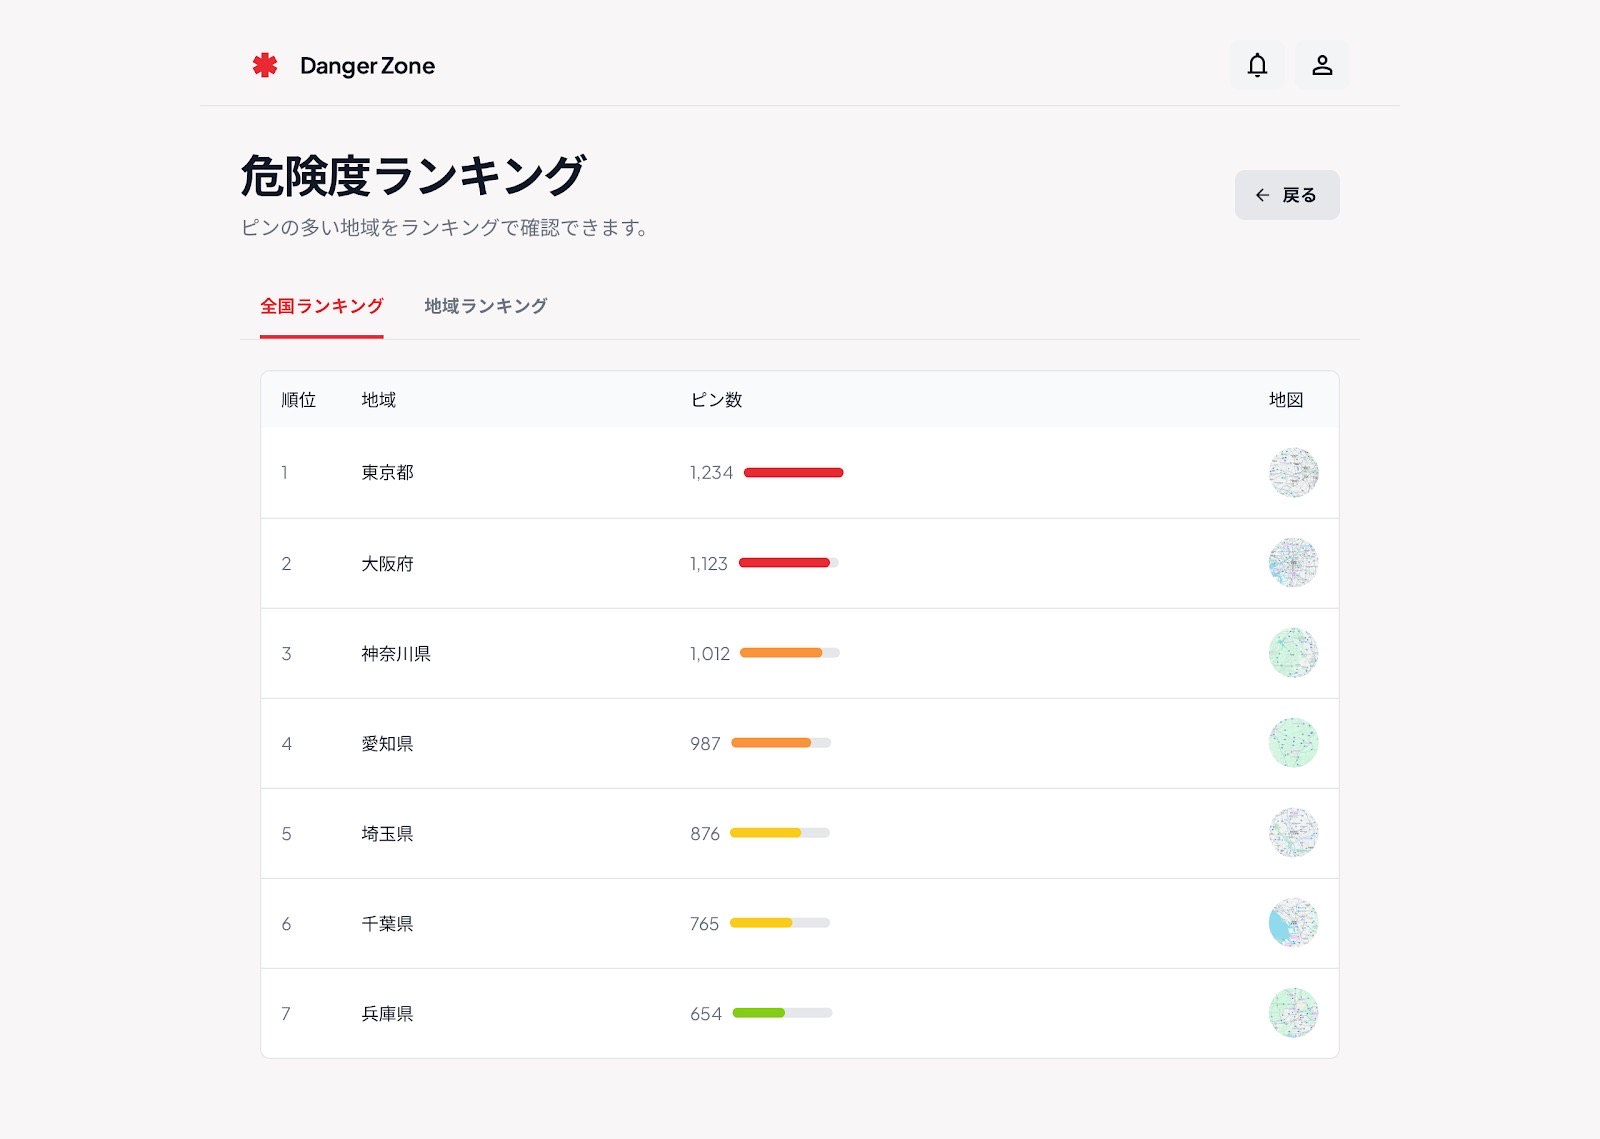 Danger Zone
危険度ランキング
ピンの多い地域をランキングで確認できます。
戻る
全国ランキング 地域ランキング
順位 地域 ピン数 地図
1 東京都 1,234
2 大阪府 1,123
3 神奈川県 1,012
4 愛知県 987
5 埼玉県 876
6 千葉県 765
7 兵庫県 654